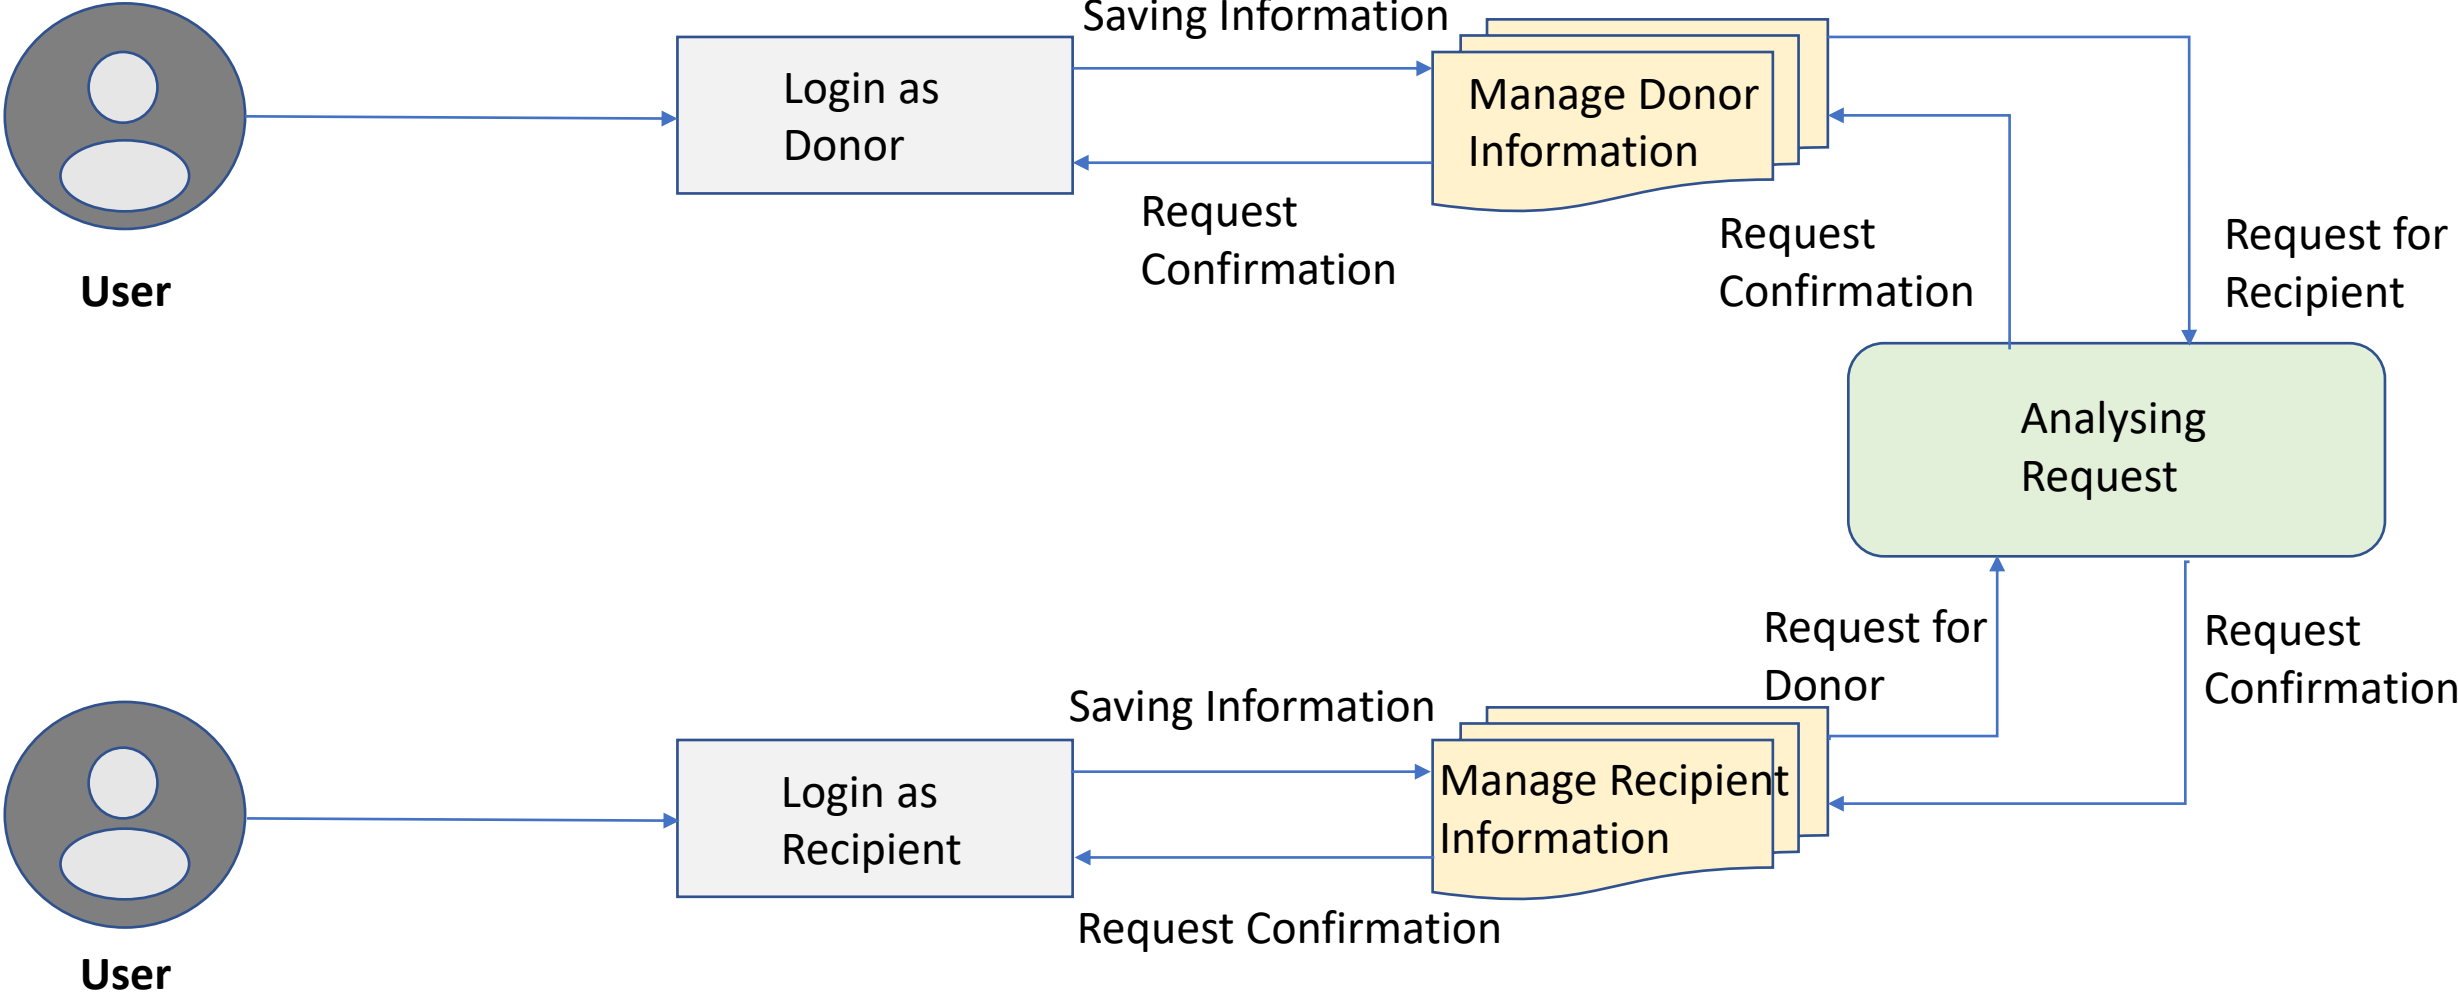 Saving Information
Login as
Donor
Manage Donor
Information
Request
Confirmation
Request
Confirmation
Request for
Recipient
User
Analysing
Request
Request for
Donor
Request
Confirmation
Saving Information
Login as
Recipient
Manage Recipient
Information
Request Confirmation
User